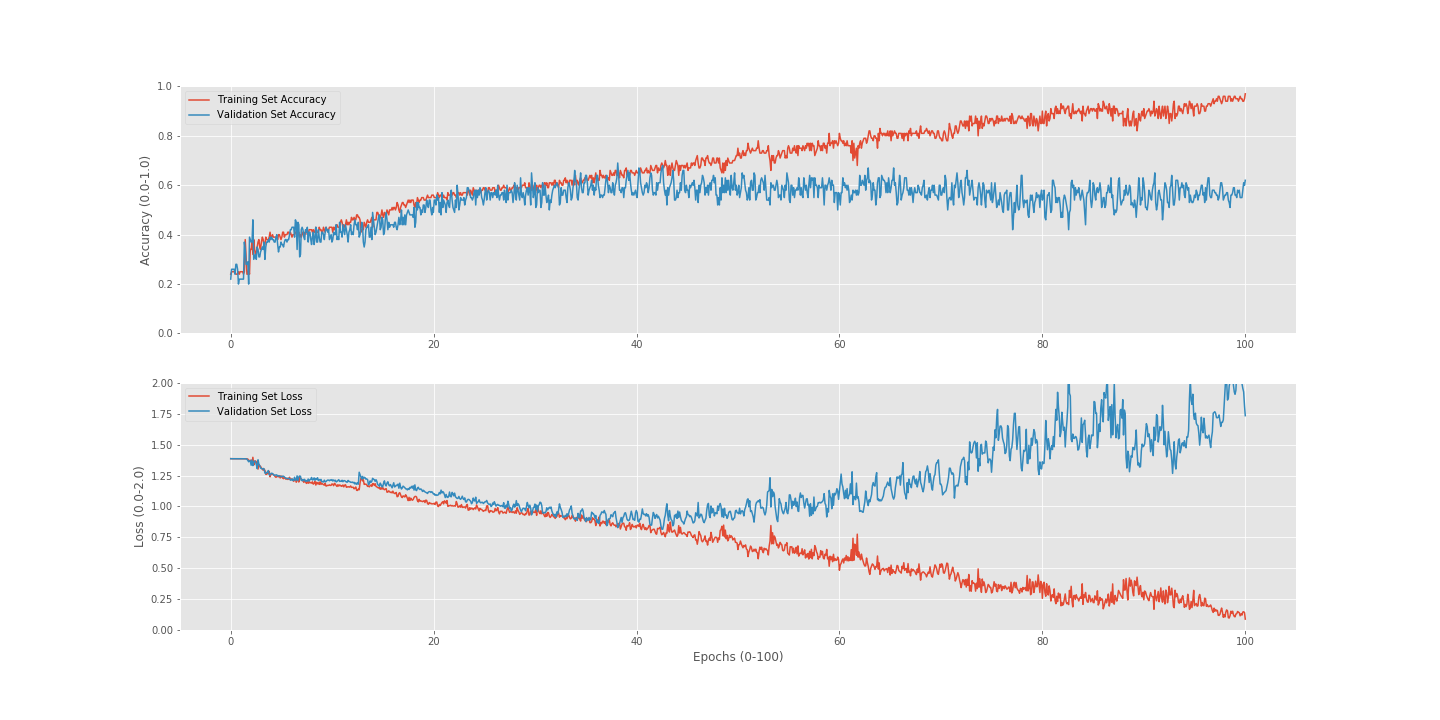 1.0
Training Set Accuracy
Validation Set Accuracy
0.8
0.6
0.4
0.2
0.0
Accuracy (0.0-1.0)
0 20 40 60 80 100
2.00
Training Set Loss
Validation Set Loss
1.75
1.50
1.25
1.00
0.75
0.50
0.25
0.00
Loss (0.0-2.0)
0 20 40 60 80 100
Epochs (0-100)